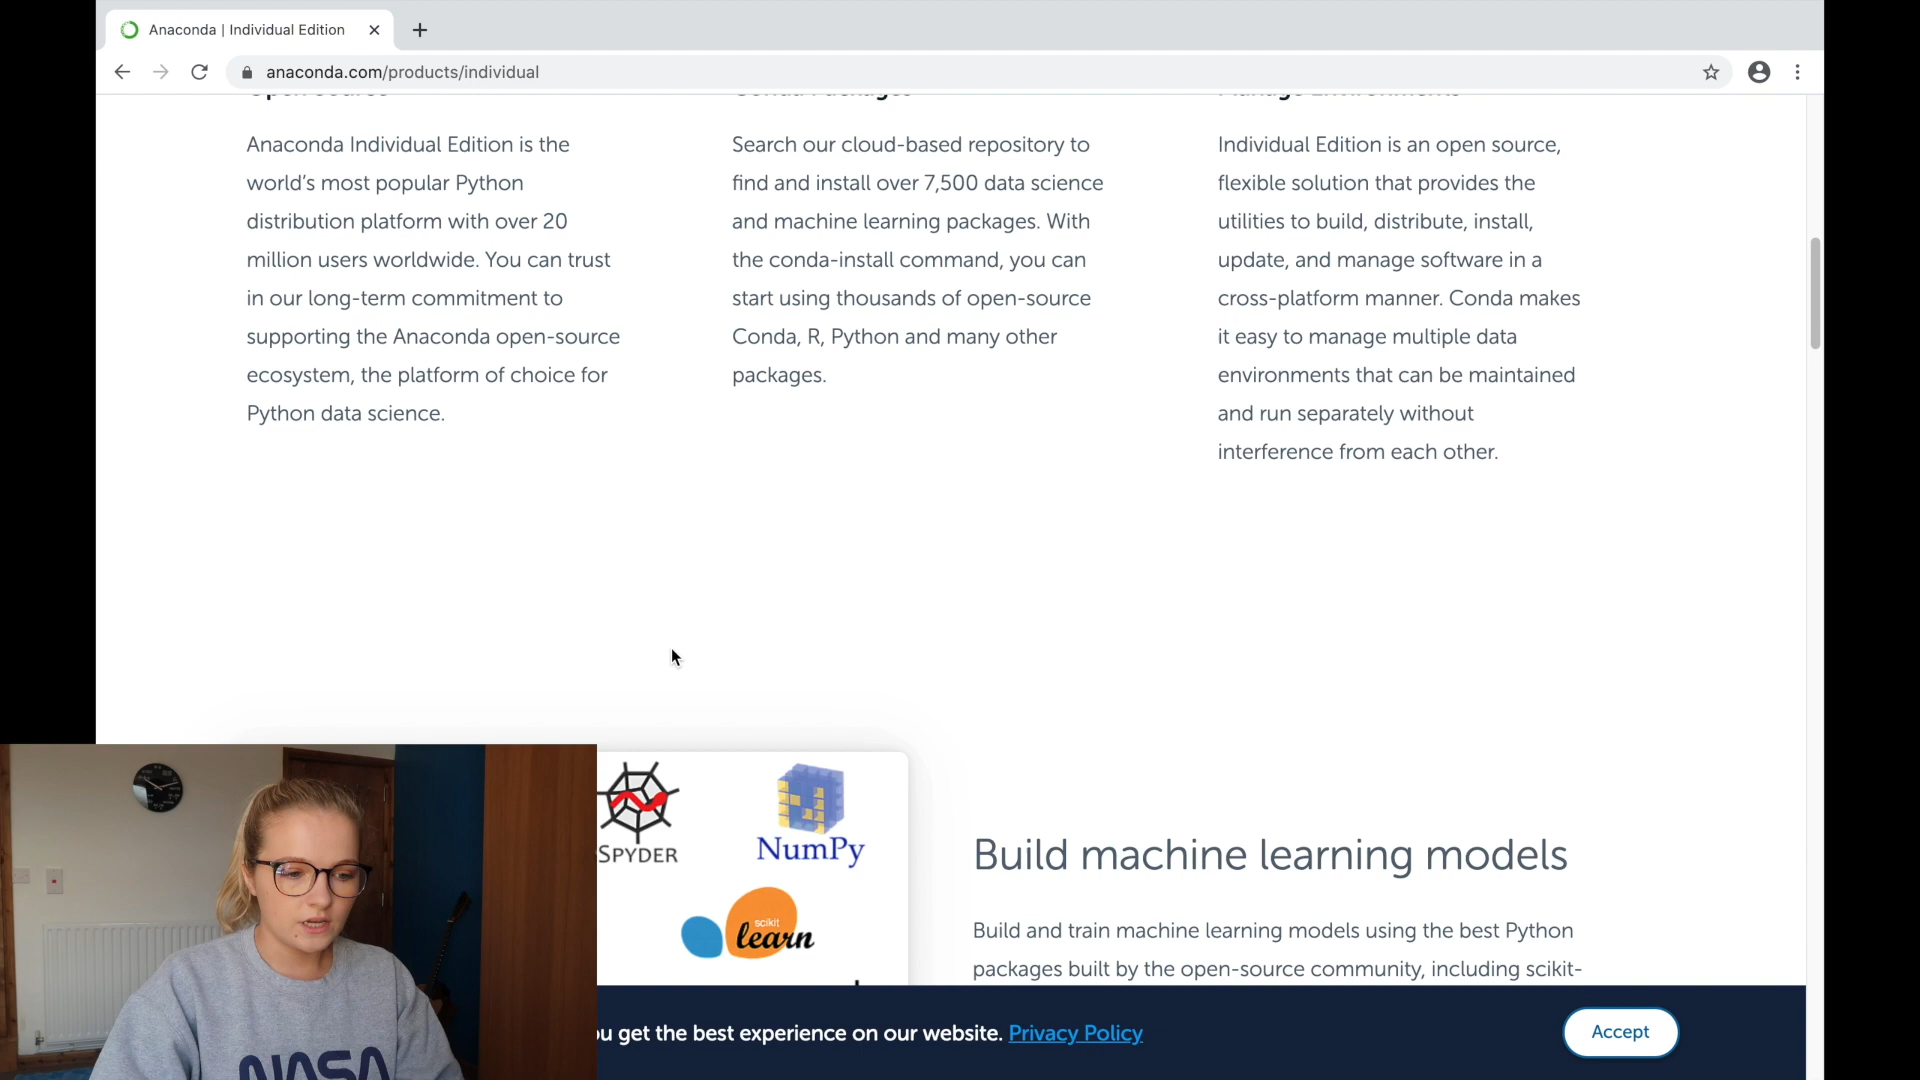 Anaconda | Individual Edition
anaconda.com/products/individual
Open Source
Conda Packages
Manage Environments
Anaconda Individual Edition is the
world's most popular Python
distribution platform with over 20
million users worldwide. You can trust
in our long-term commitment to
supporting the Anaconda open-source
ecosystem, the platform of choice for
Python data science.
Search our cloud-based repository to
find and install over 7,500 data science
and machine learning packages. With
the conda-install command, you can
start using thousands of open-source
Conda, R, Python and many other
packages.
Individual Edition is an open source,
flexible solution that provides the
utilities to build, distribute, install,
update, and manage software in a
cross-platform manner. Conda makes
it easy to manage multiple data
environments that can be maintained
and run separately without
interference from each other.
SPYDER
NumPy
scikit
learn
Build machine learning models
Build and train machine learning models using the best Python
packages built by the open-source community, including scikit-
ou get the best experience on our website. Privacy Policy
Accept
NASA